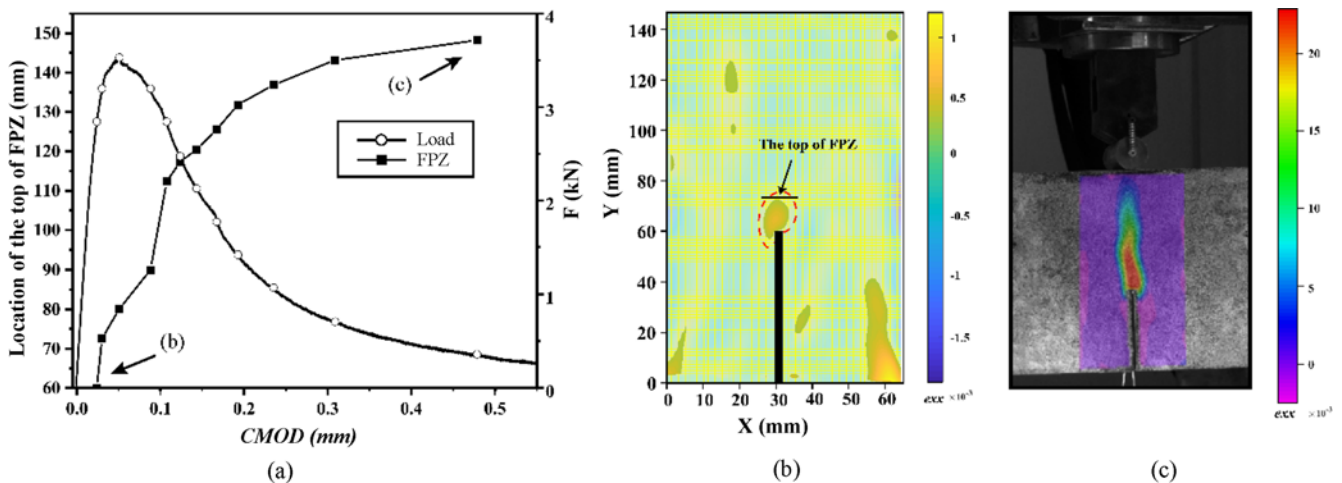 Location of the top of FPZ (mm)
150
140
130
120
110
100
90
80
70
60
0.0 0.1 0.2 0.3 0.4 0.5
CMOD (mm)
4
3
2
1
0
F (kN)
Load
FPZ
(b)
(c)
(a)
Y (mm)
140
120
100
80
60
40
20
0
0 10 20 30 40 50 60
X (mm)
The top of FPZ
1
0.5
0
-0.5
-1
-1.5
exx ×10⁻³
(b)
20
15
10
5
0
exx ×10⁻³
(c)